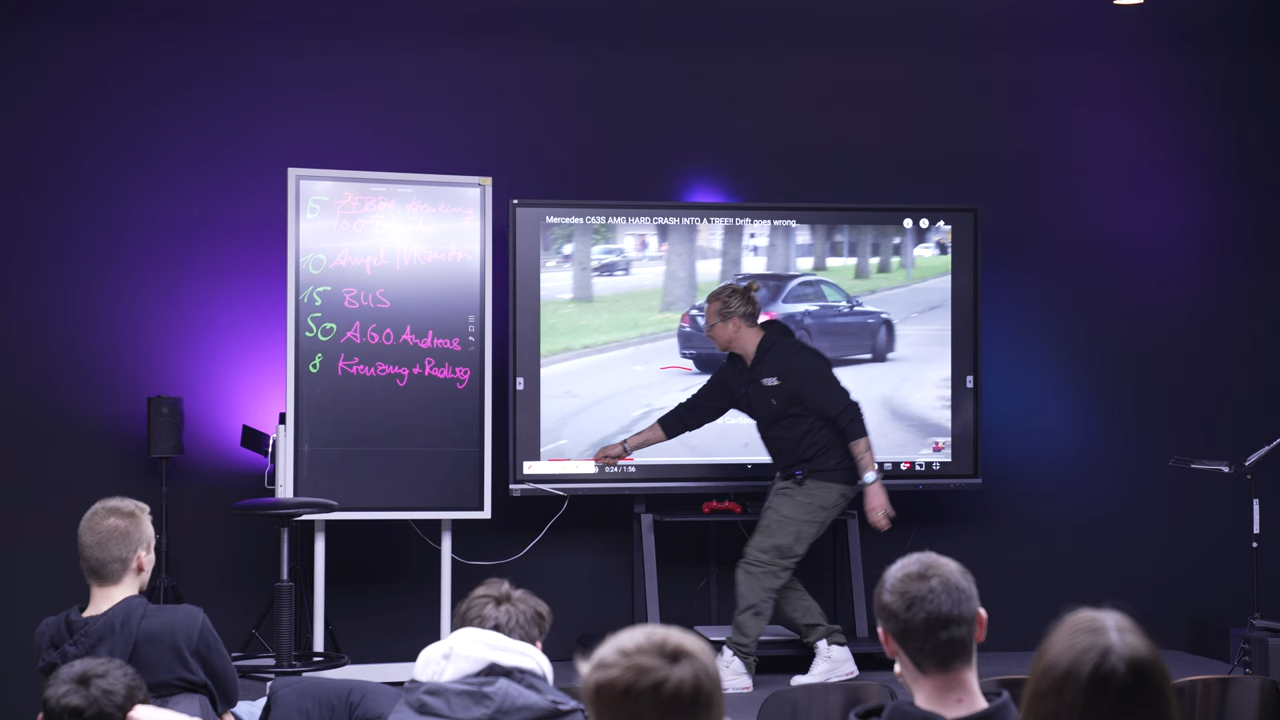 5 ZEBRA. Kreuzung
100
10 Ampel
15 BUS
50 A.G.O. Andreas
8 Kreuzung + Radweg
Mercedes C63S AMG HARD CRASH INTO A TREE!! Drift goes wrong..
0:24 / 1:56